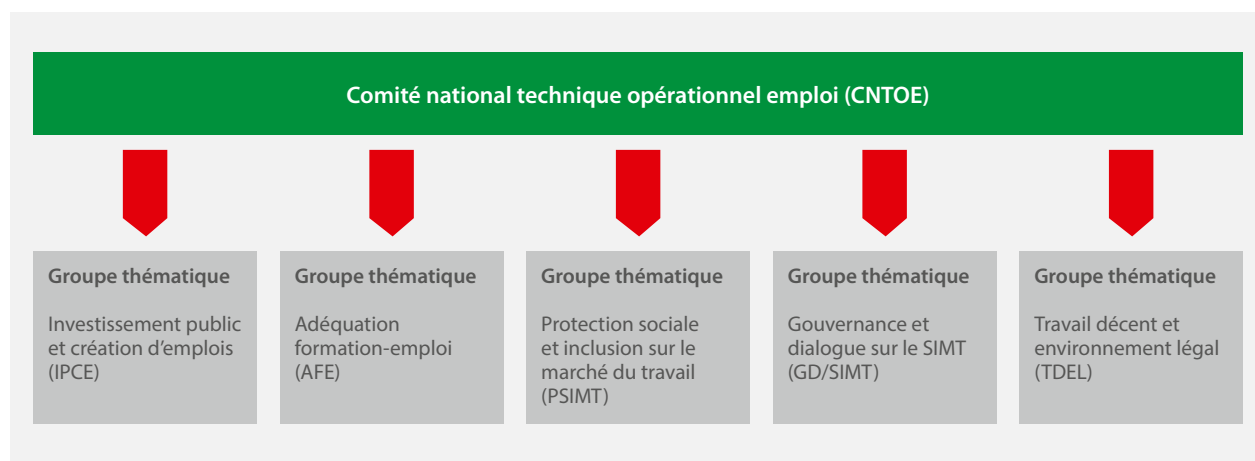 Comité national technique opérationnel emploi (CNTOE)
Groupe thématique
Investissement public
et création d’emplois
(IPCE)
Groupe thématique
Adéquation
formation-emploi
(AFE)
Groupe thématique
Protection sociale
et inclusion sur le
marché du travail
(PSIMT)
Groupe thématique
Gouvernance et
dialogue sur le SIMT
(GD/SIMT)
Groupe thématique
Travail décent et
environnement légal
(TDEL)